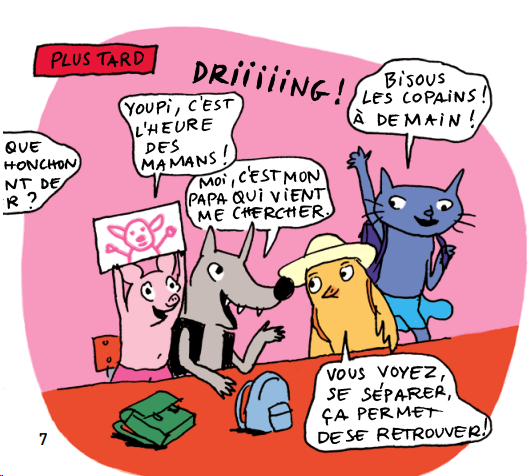 PLUS TARD
DRiiiiiNG !
BiSOUS
LES COPAiNS !
À DEMAiN !
YOUPi, C'EST
L'HEURE
DES
MAMANS !
QUE
HONCHON
NT DE
R ?
MOi, C'EST MON
PAPA QUi ViENT
ME CHERCHER.
VOUS VOYEZ,
SE SÉPARER,
ÇA PERMET
DE SE RETROUVER !
7